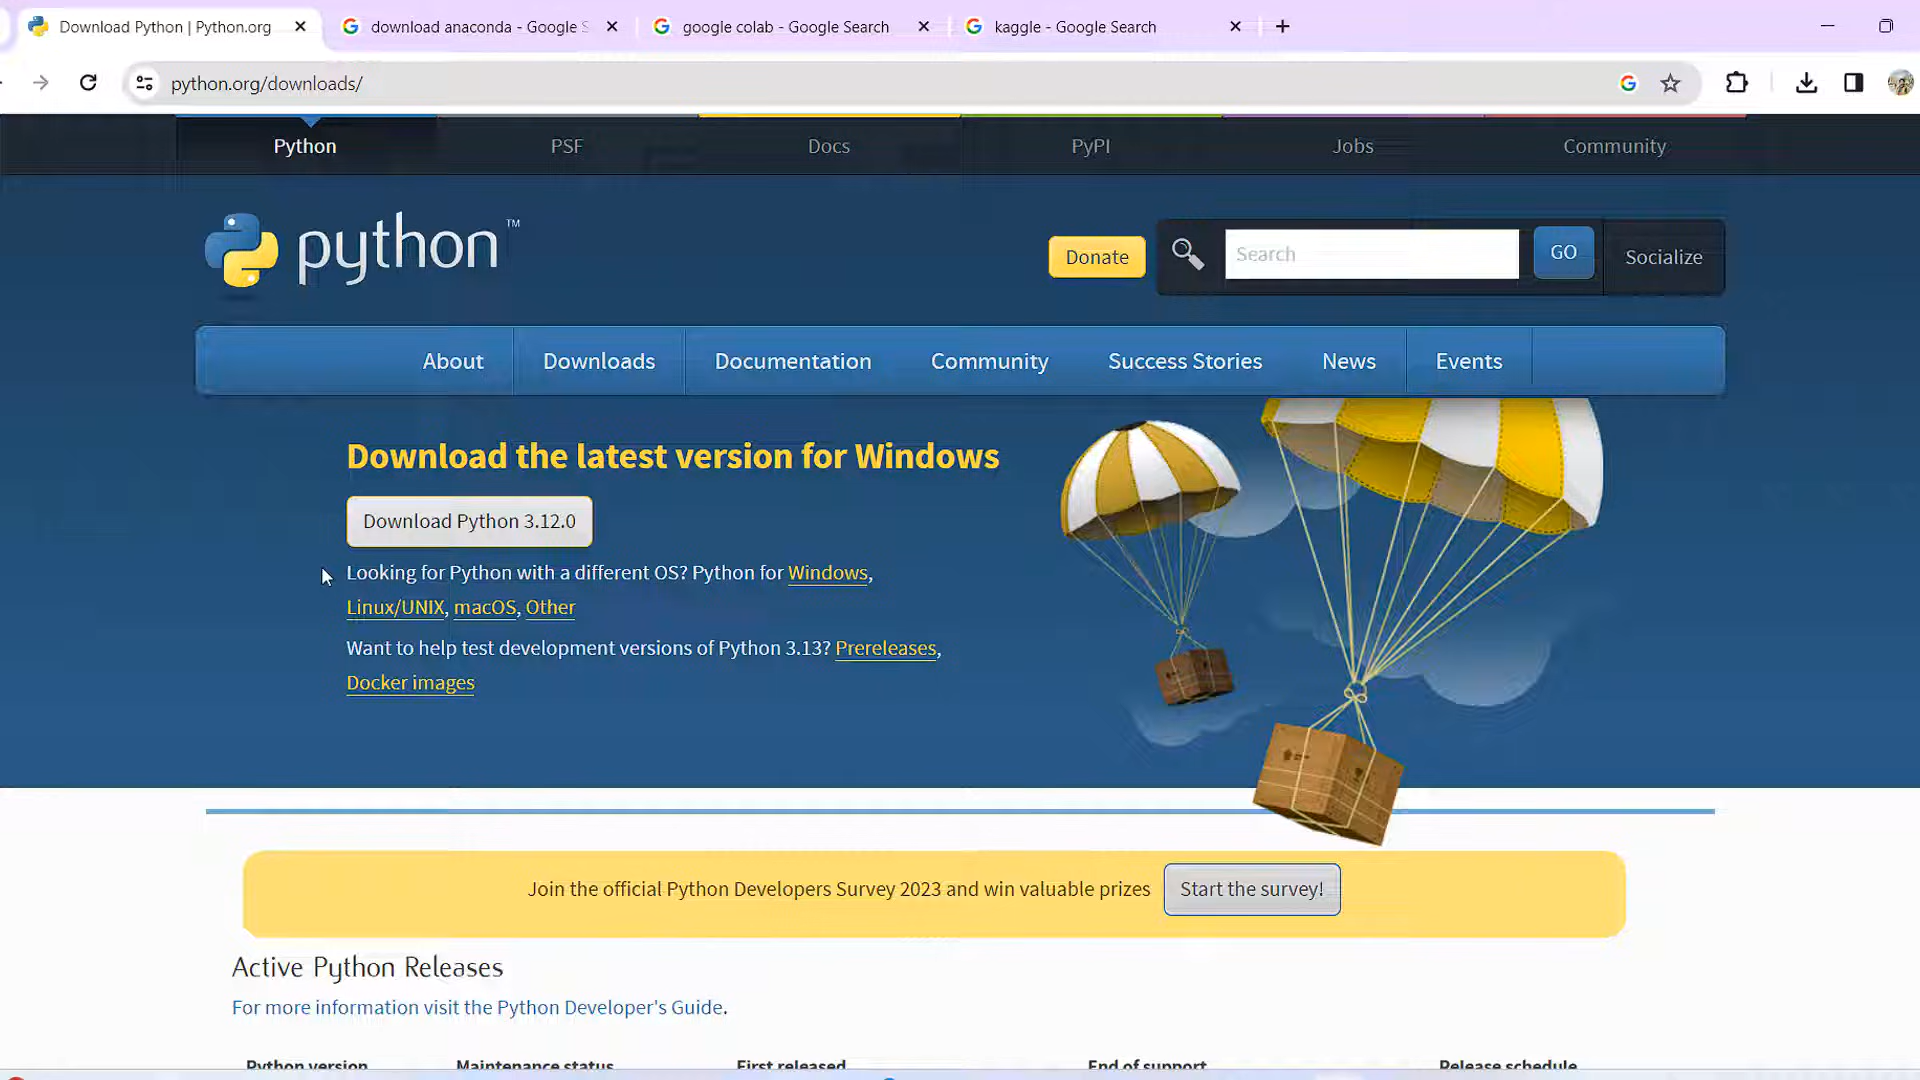 Download Python | Python.org
download anaconda - Google S
google colab - Google Search
kaggle - Google Search
python.org/downloads/
Python PSF Docs PyPI Jobs Community
python™
Donate Search GO Socialize
About Downloads Documentation Community Success Stories News Events
Download the latest version for Windows
Download Python 3.12.0
Looking for Python with a different OS? Python for Windows,
Linux/UNIX, macOS, Other
Want to help test development versions of Python 3.13? Prereleases,
Docker images
Join the official Python Developers Survey 2023 and win valuable prizes Start the survey!
Active Python Releases
For more information visit the Python Developer's Guide.
Python version Maintenance status First released End of support Release schedule